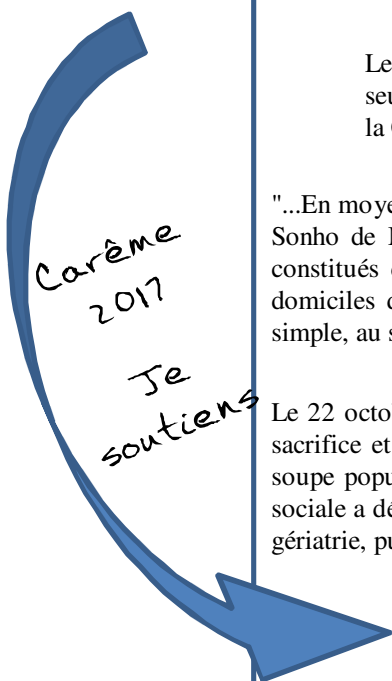 Le
seu
la
"...En moye
Sonho de
constitués
domiciles d
simple, au s
Carême
2017
Je
soutiens
Le 22 octo
sacrifice et
soupe popu
sociale a dé
gériatrie, pu